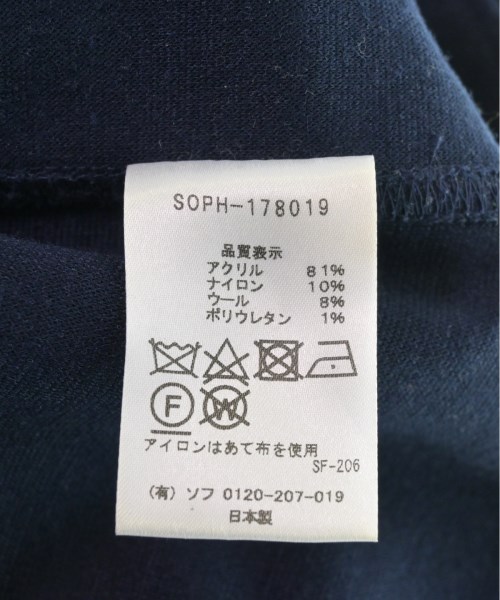 SOPH-178019
品質表示
アクリル 81%
ナイロン 10%
ウール 8%
ポリウレタン 1%
F W
アイロンはあて布を使用
SF-206
(有) ソフ 0120-207-019
日本製